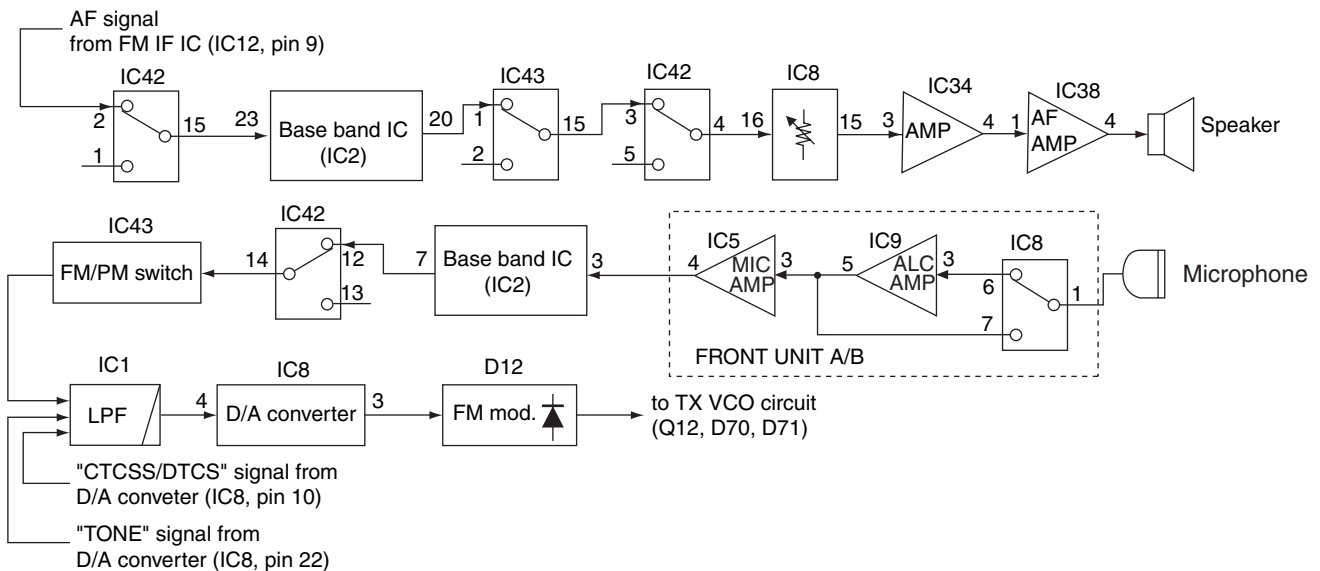 AF signal
from FM IF IC (IC12, pin 9)
IC42
2
1
15
23
Base band IC
(IC2)
20
IC43
1
2
15
IC42
3
5
4
16
IC8
15
3
IC34
AMP
4
1
IC38
AF
AMP
4
Speaker
IC43
FM/PM switch
14
IC42
12
13
7
Base band IC
(IC2)
3
4
IC5
MIC
AMP
3
5
IC9
ALC
AMP
3
IC8
6
7
1
Microphone
FRONT UNIT A/B
IC1
LPF
4
IC8
D/A converter
3
D12
FM mod.
to TX VCO circuit
(Q12, D70, D71)
"CTCSS/DTCS" signal from
D/A conveter (IC8, pin 10)
"TONE" signal from
D/A converter (IC8, pin 22)